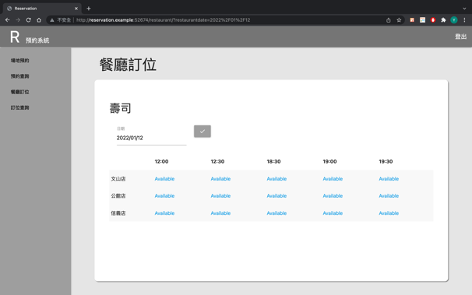 Reservation
不安全 | http://reservation.example:52674/restaurant/?restaurantdate=2022%2F01%2F12
R 預約系統
登出
場地預約
預約查詢
餐廳訂位
訂位查詢
餐廳訂位
壽司
日期
2022/01/12
12:00 12:30 18:30 19:00 19:30
文山店 Available Available Available Available Available
公館店 Available Available Available Available Available
信義店 Available Available Available Available Available